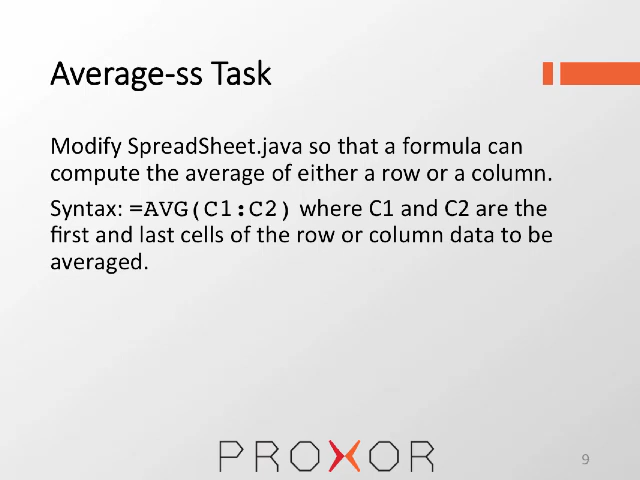 Average-ss Task
Modify SpreadSheet.java so that a formula can
compute the average of either a row or a column.
Syntax: =AVG(C1:C2) where C1 and C2 are the
first and last cells of the row or column data to be
averaged.
PROXOR
9